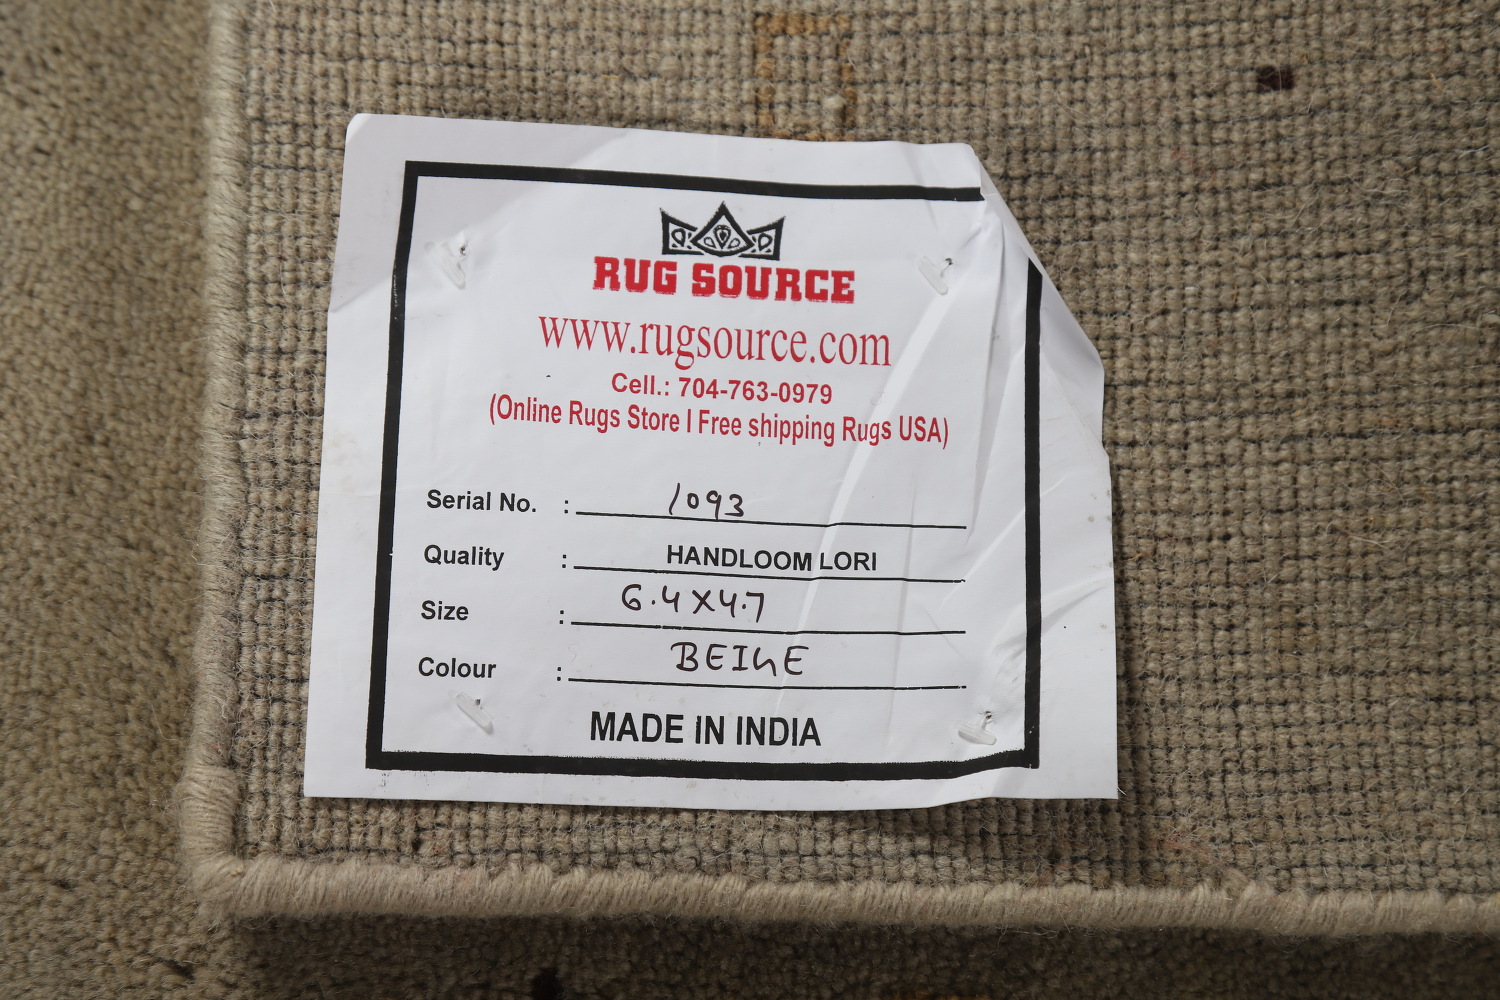 RUG SOURCE
www.rugsource.com
Cell.: 704-763-0979
(Online Rugs Store I Free shipping Rugs USA)
Serial No. : 1093
Quality : HANDLOOM LORI
Size : 6.4X4.7
Colour : BEIGE
MADE IN INDIA